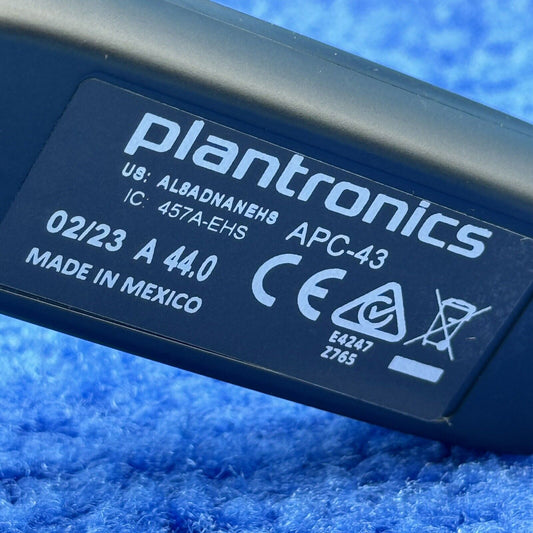 plantronics
US: AL8ADNANEHS
IC: 457A-EHS APC-43
02/23 A 44.0
MADE IN MEXICO
CE
E4247
Z765